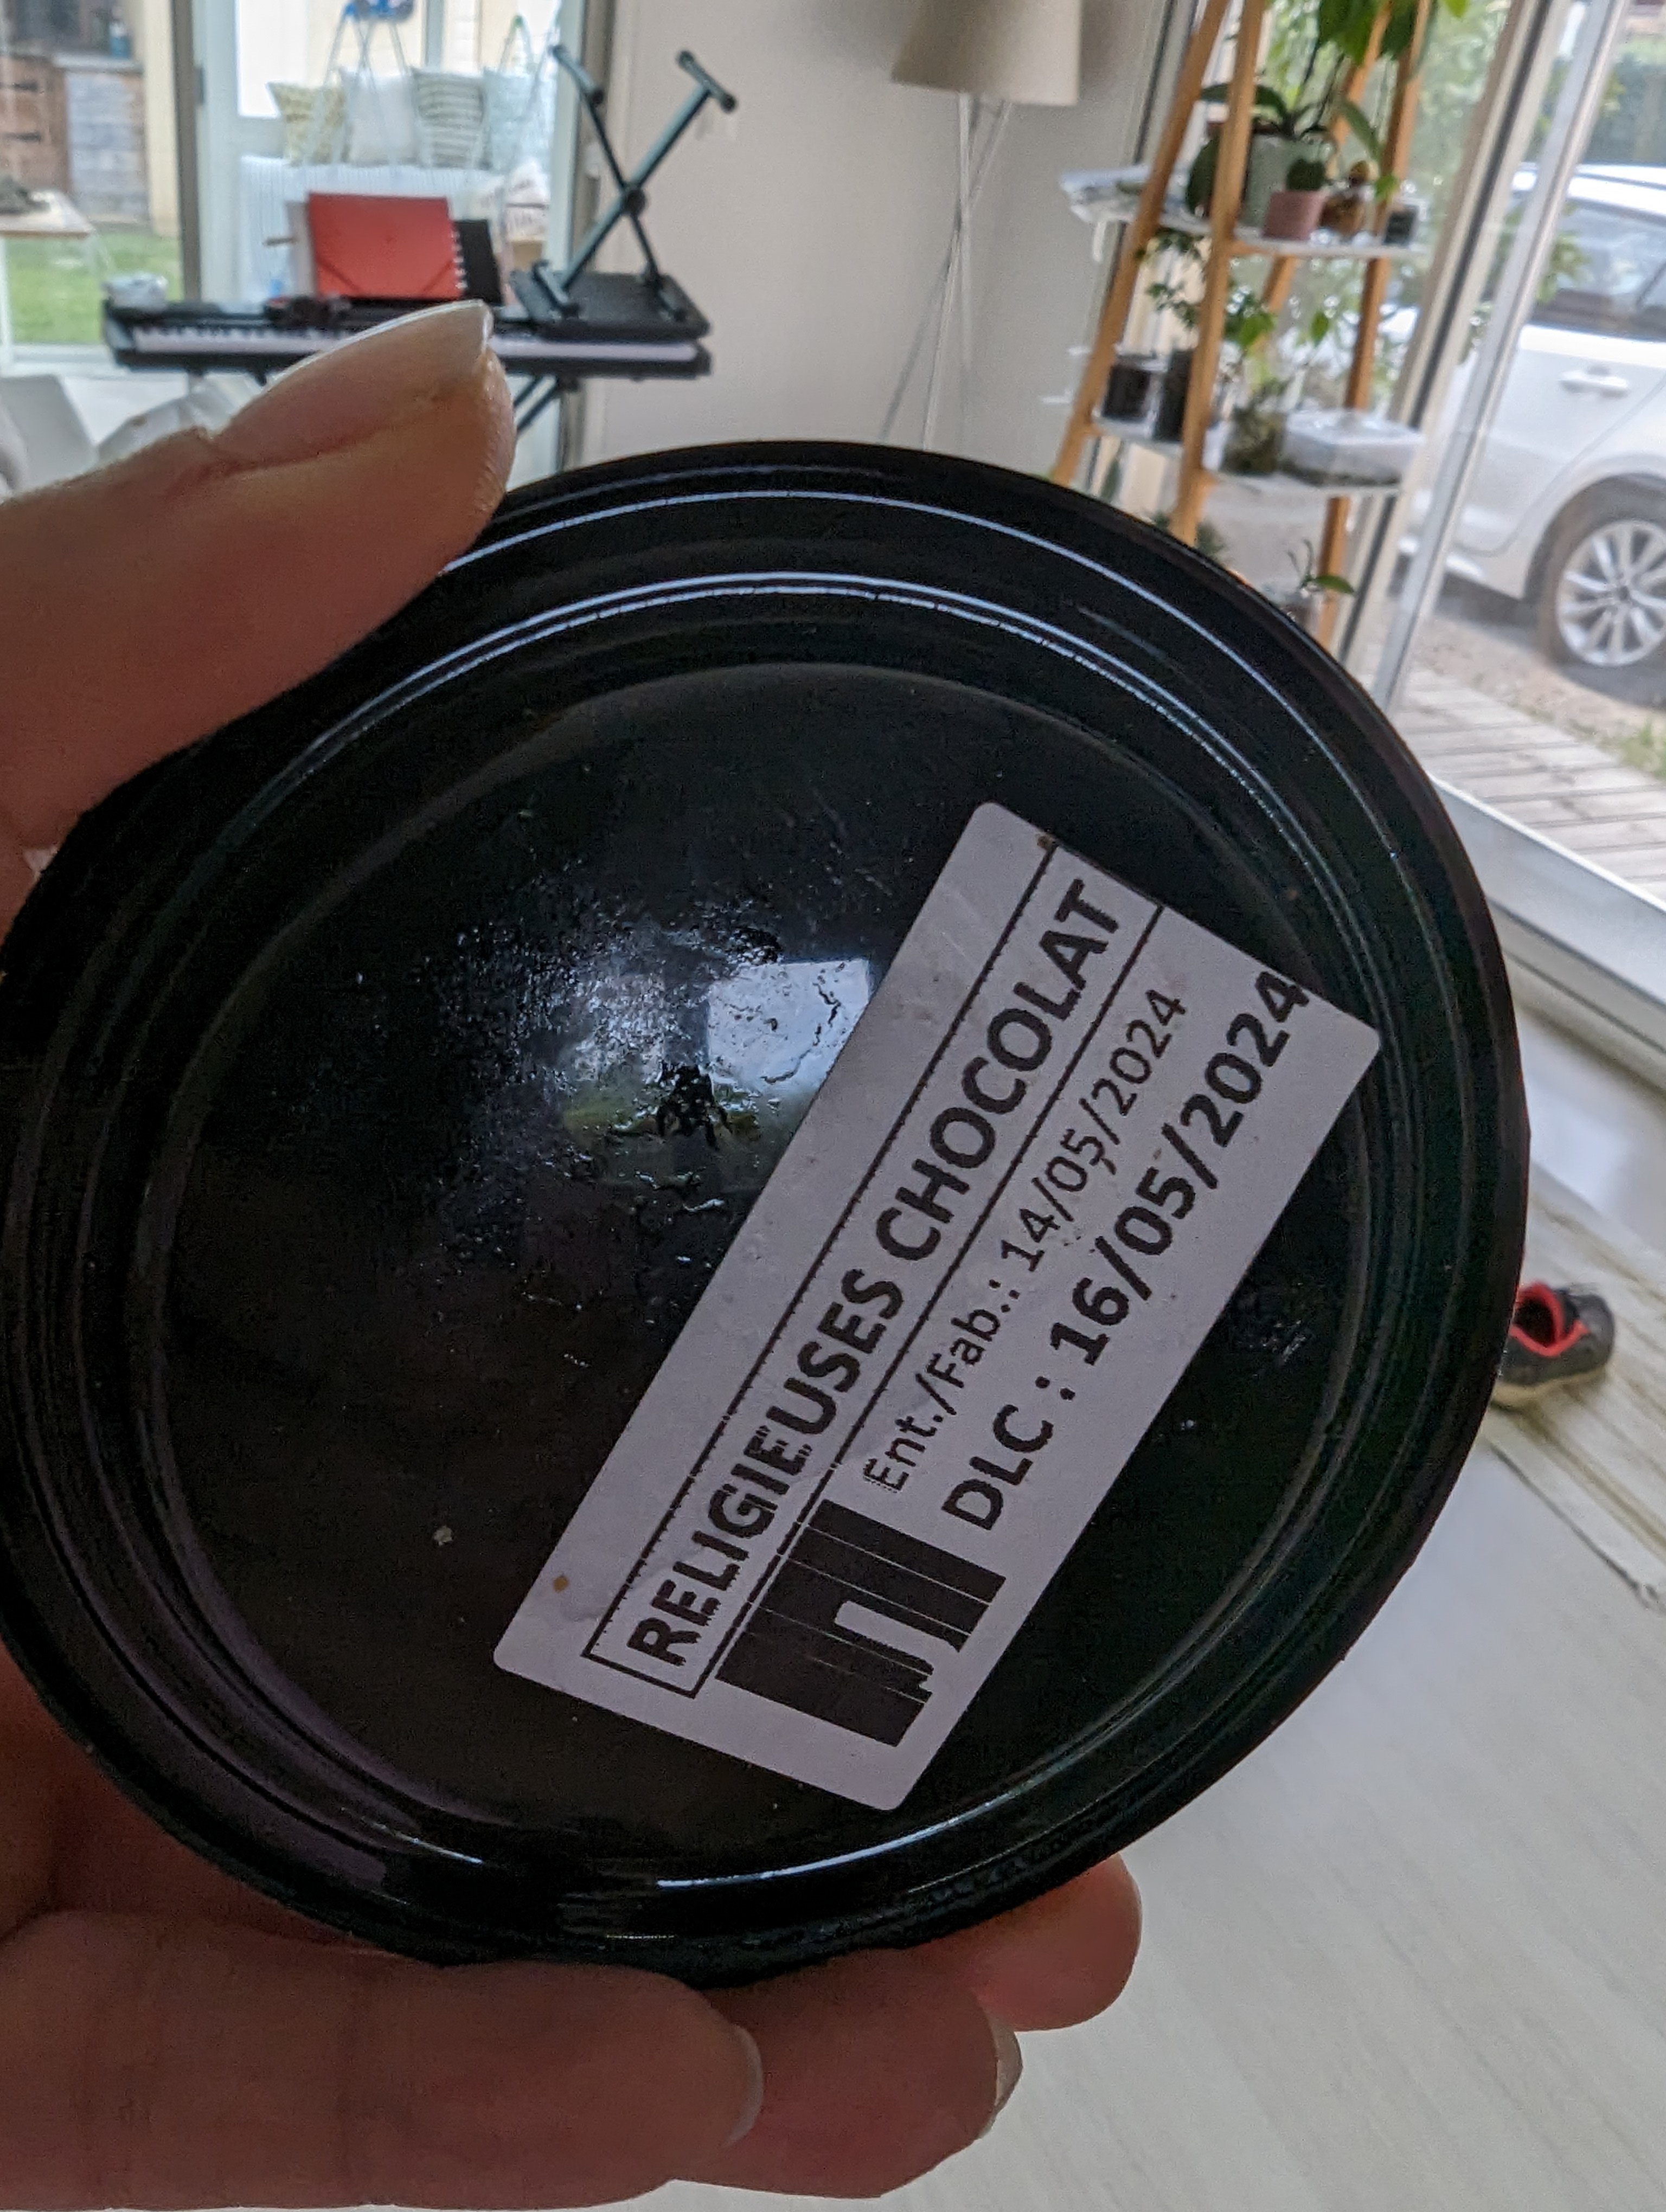 RELIGIEUSES CHOCOLAT
Ent./Fab.: 14/05/2024
DLC : 16/05/2024